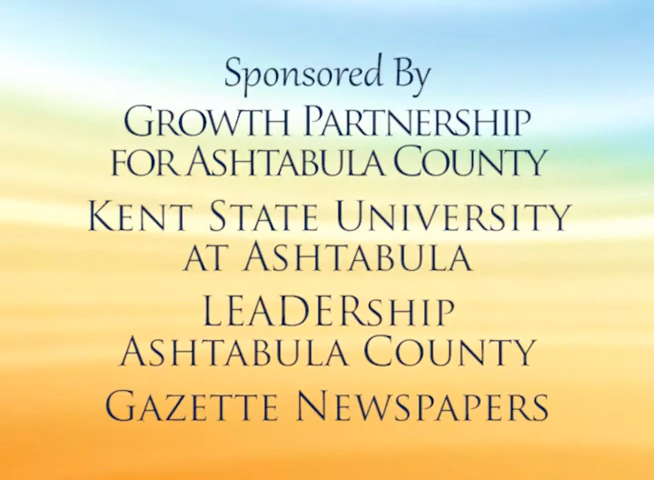 Sponsored By
Growth Partnership
for Ashtabula County
Kent State University
at Ashtabula
LEADERship
Ashtabula County
Gazette Newspapers